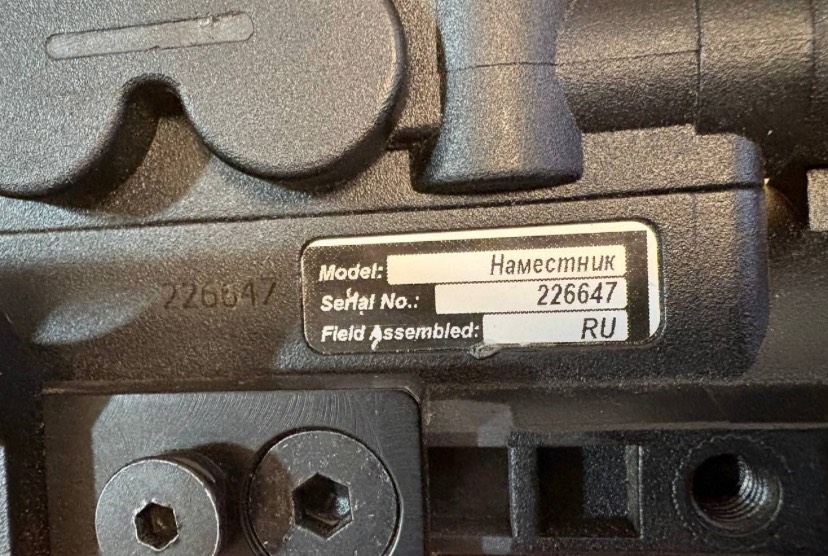 226647
Model: Наместник
Serial No.: 226647
Field Assembled: RU